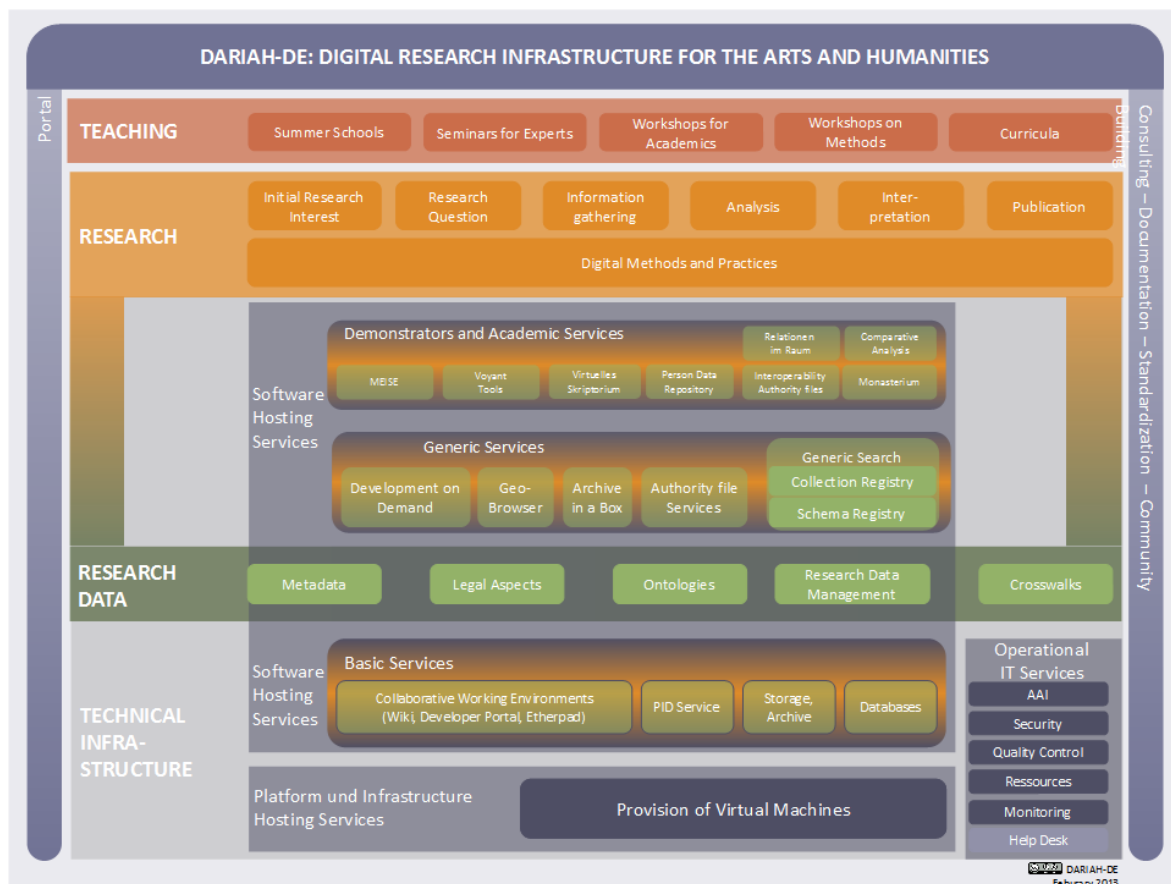 DARIAH-DE: DIGITAL RESEARCH INFRASTRUCTURE FOR THE ARTS AND HUMANITIES
Portal
Consulting – Documentation – Standardization – Community
Building
TEACHING
Summer Schools
Seminars for Experts
Workshops for
Academics
Workshops on
Methods
Curricula
RESEARCH
Initial Research
Interest
Research
Question
Information
gathering
Analysis
Inter-
pretation
Publication
Digital Methods and Practices
Software
Hosting
Services
Demonstrators and Academic Services
Relationen
im Raum
Comparative
Analysis
MEISE
Voyant
Tools
Virtuelles
Skriptorium
Person Data
Repository
Interoperability
Authority files
Monasterium
Generic Services
Development on
Demand
Geo-
Browser
Archive
in a Box
Authority file
Services
Generic Search
Collection Registry
Schema Registry
RESEARCH
DATA
Metadata
Legal Aspects
Ontologies
Research Data
Management
Crosswalks
TECHNICAL
INFRA-
STRUCTURE
Software
Hosting
Services
Basic Services
Collaborative Working Environments
(Wiki, Developer Portal, Etherpad)
PID Service
Storage,
Archive
Databases
Platform und Infrastructure
Hosting Services
Provision of Virtual Machines
Operational
IT Services
AAI
Security
Quality Control
Ressources
Monitoring
Help Desk
DARIAH-DE